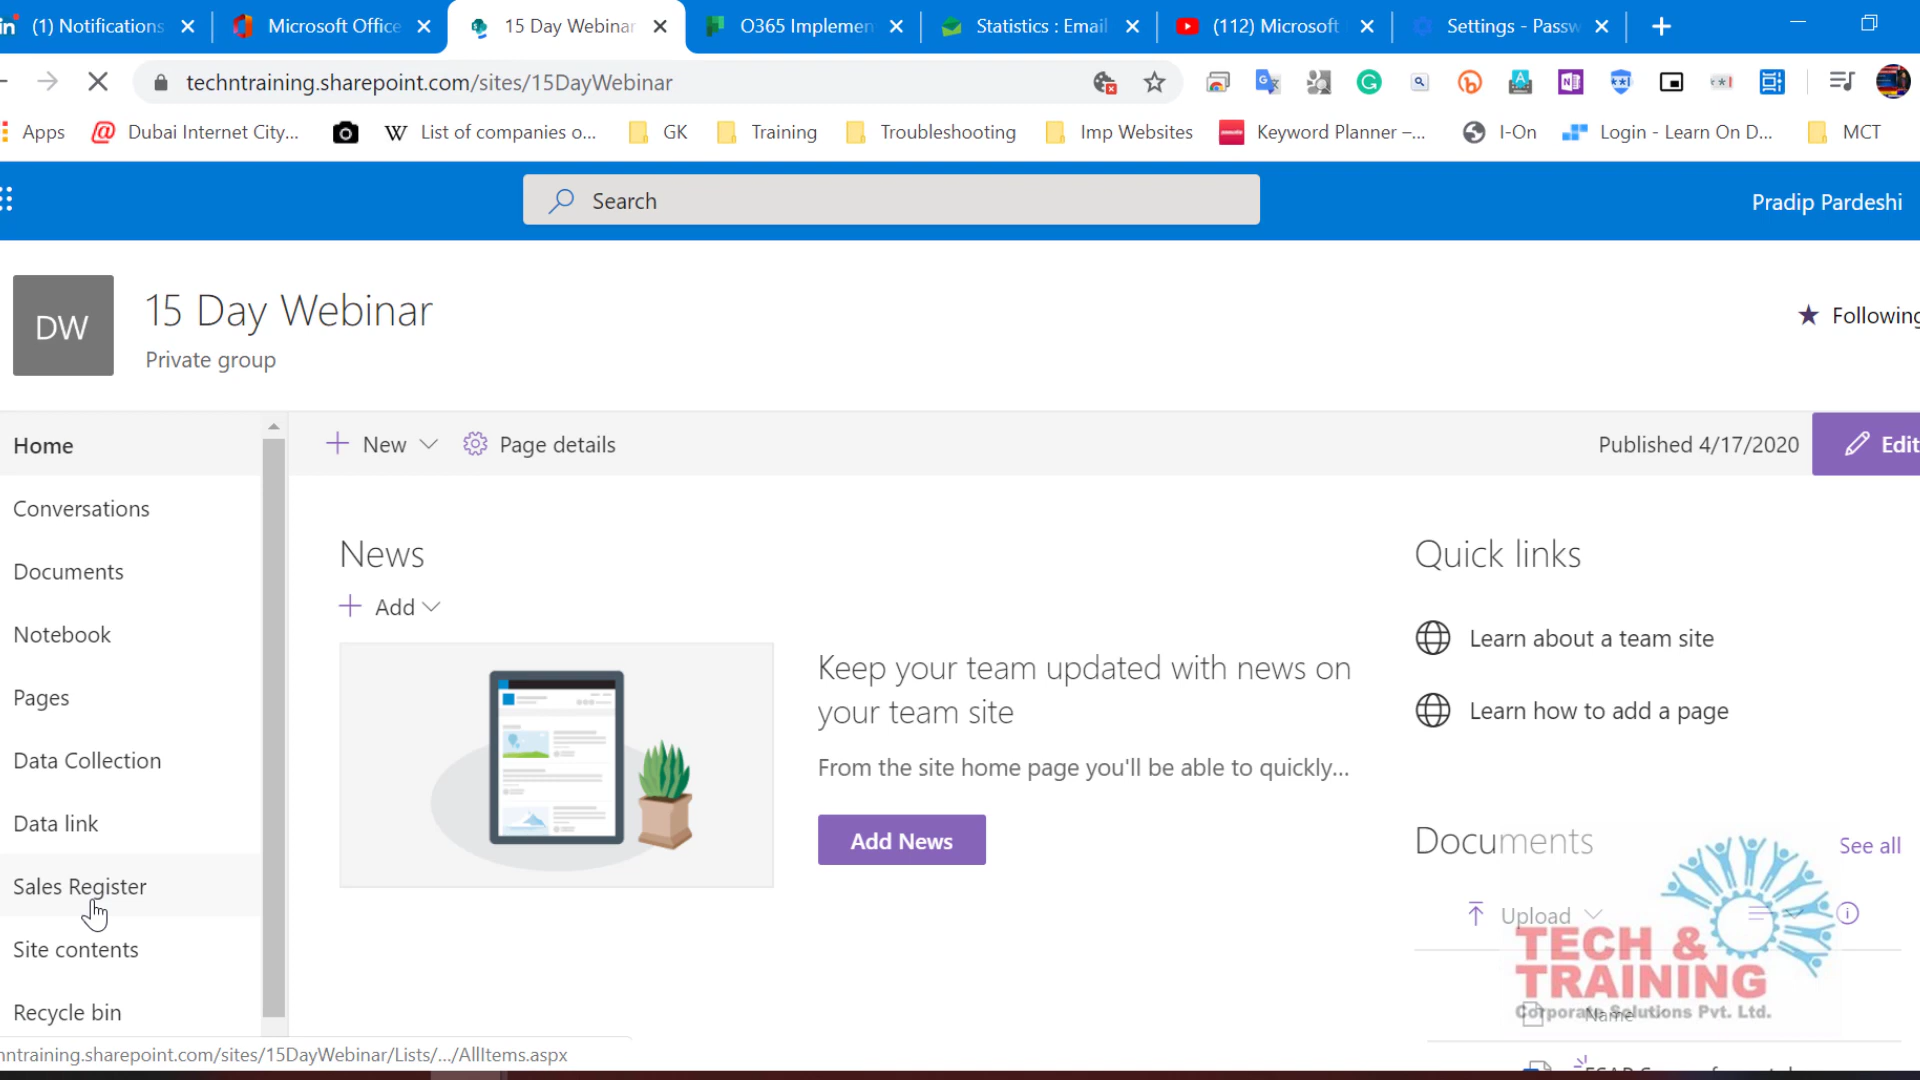 in (1) Notifications
Microsoft Office
15 Day Webinar
O365 Implemen
Statistics : Email
(112) Microsoft
Settings - Passw
techntraining.sharepoint.com/sites/15DayWebinar
Apps
Dubai Internet City...
List of companies o...
GK
Training
Troubleshooting
Imp Websites
Keyword Planner –...
I-On
Login - Learn On D...
MCT
Search
Pradip Pardeshi
DW
15 Day Webinar
Private group
Following
Home
Conversations
Documents
Notebook
Pages
Data Collection
Data link
Sales Register
Site contents
Recycle bin
New
Page details
Published 4/17/2020
Edit
News
Add
Keep your team updated with news on
your team site
From the site home page you'll be able to quickly...
Add News
Quick links
Learn about a team site
Learn how to add a page
Documents
See all
Upload
Name
TECH &
TRAINING
Corporate Solutions Pvt. Ltd.
ntraining.sharepoint.com/sites/15DayWebinar/Lists/.../AllItems.aspx